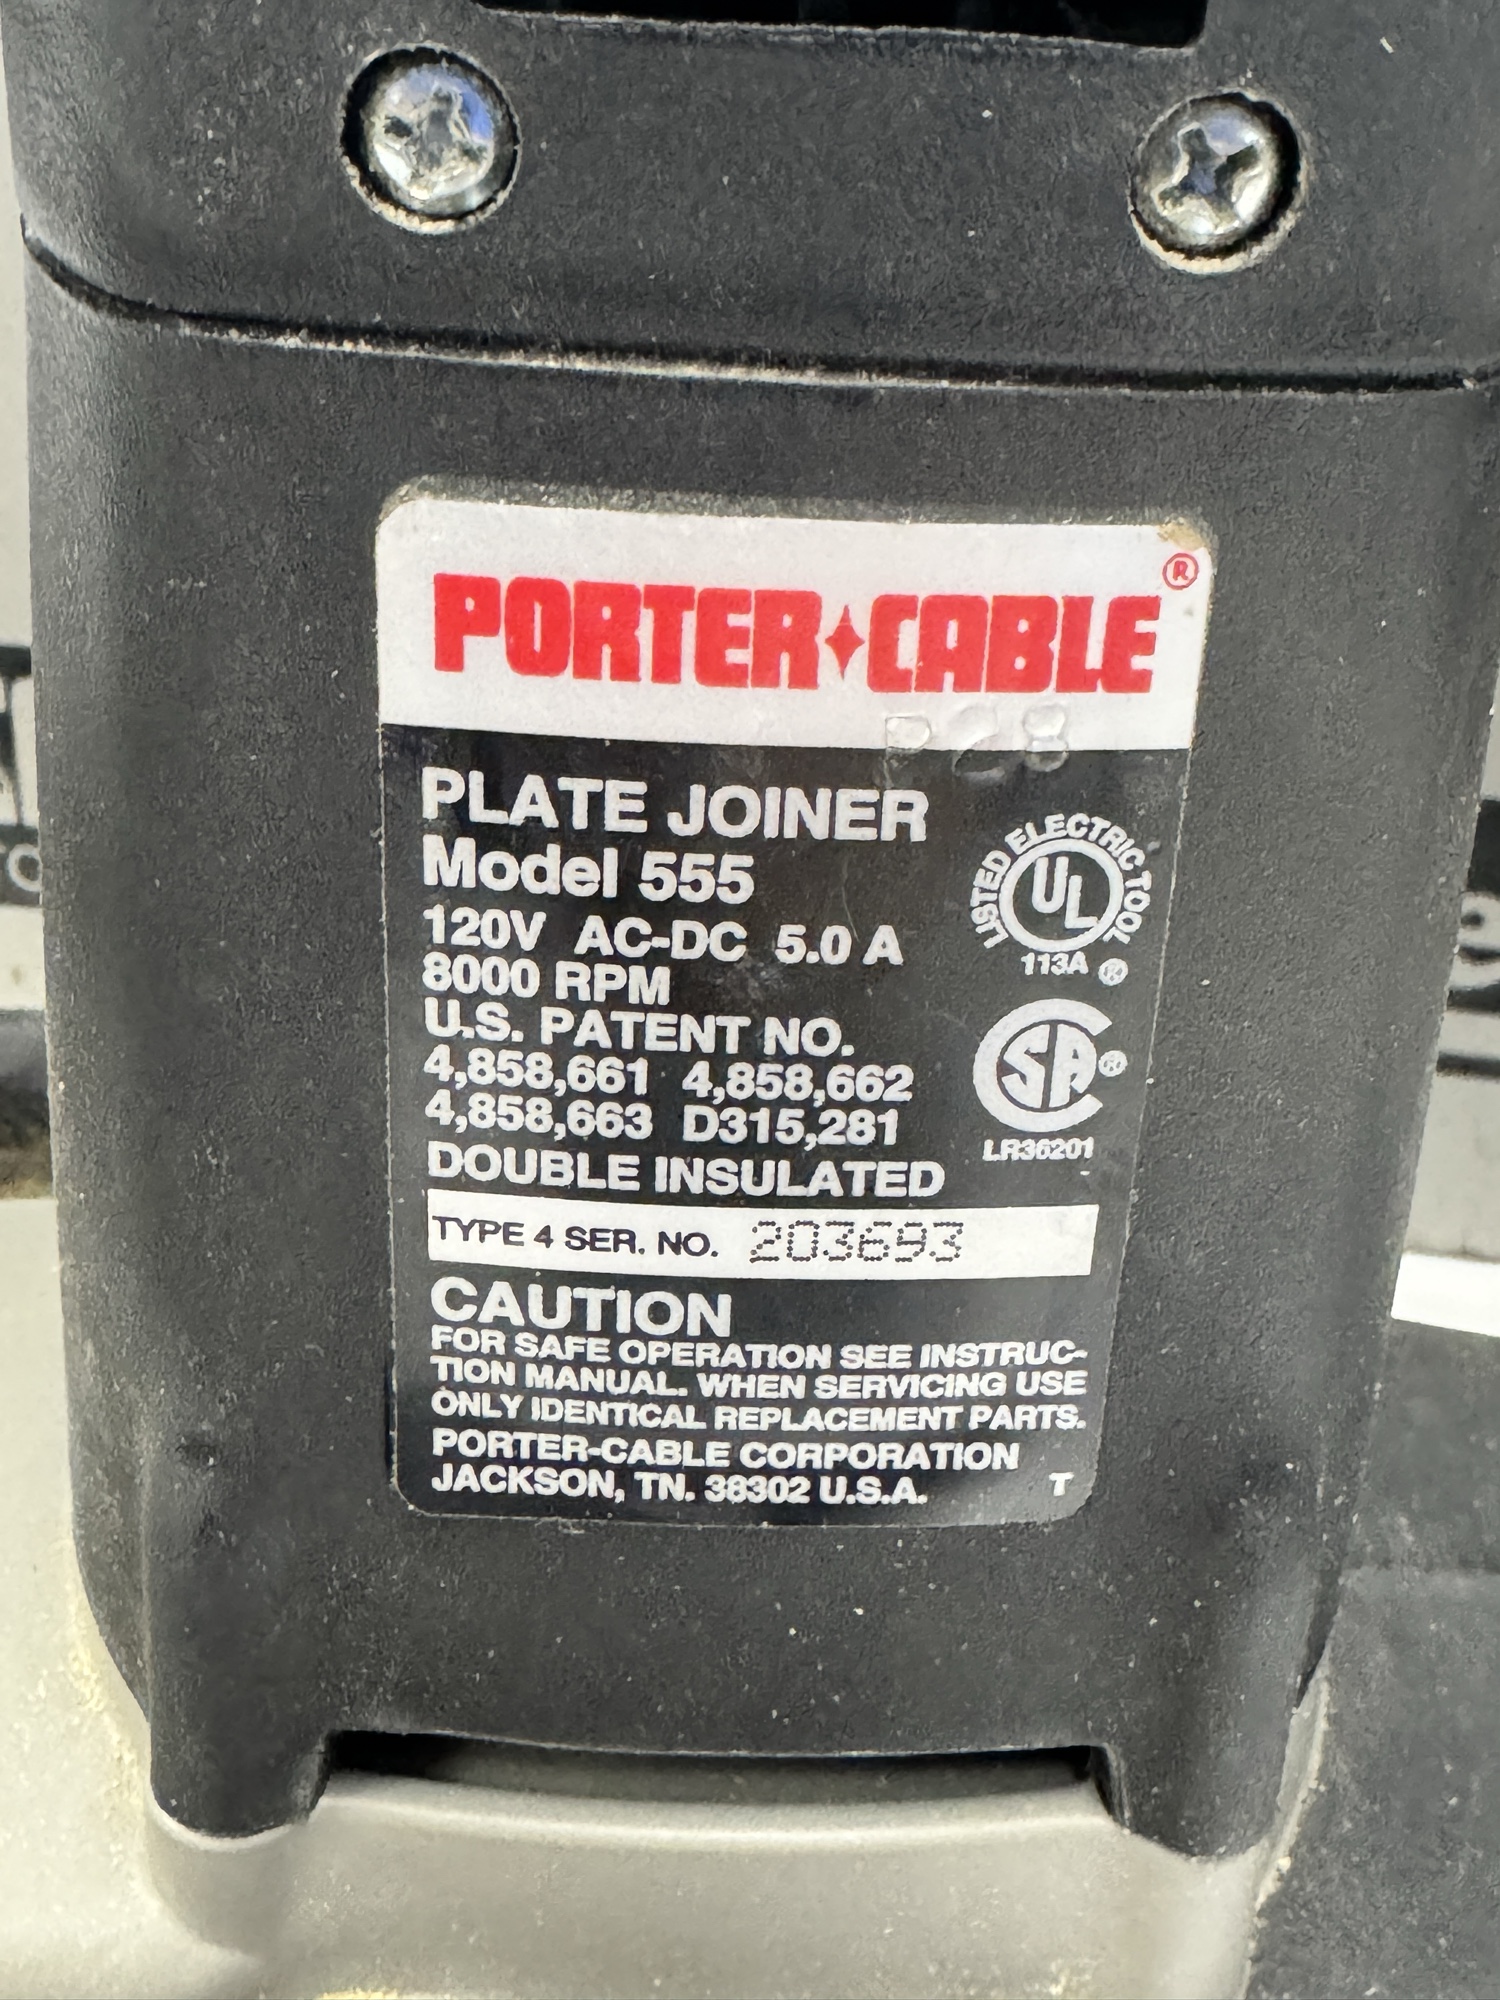 PORTER✦CABLE®
PC8
PLATE JOINER
Model 555
120V AC-DC 5.0 A
8000 RPM
U.S. PATENT NO.
4,858,661 4,858,662
4,858,663 D315,281
DOUBLE INSULATED
LISTED ELECTRIC TOOL
UL
113A ®
SA ®
LR36201
TYPE 4 SER. NO. 203693
CAUTION
FOR SAFE OPERATION SEE INSTRUC-
TION MANUAL. WHEN SERVICING USE
ONLY IDENTICAL REPLACEMENT PARTS.
PORTER-CABLE CORPORATION
JACKSON, TN. 38302 U.S.A. T